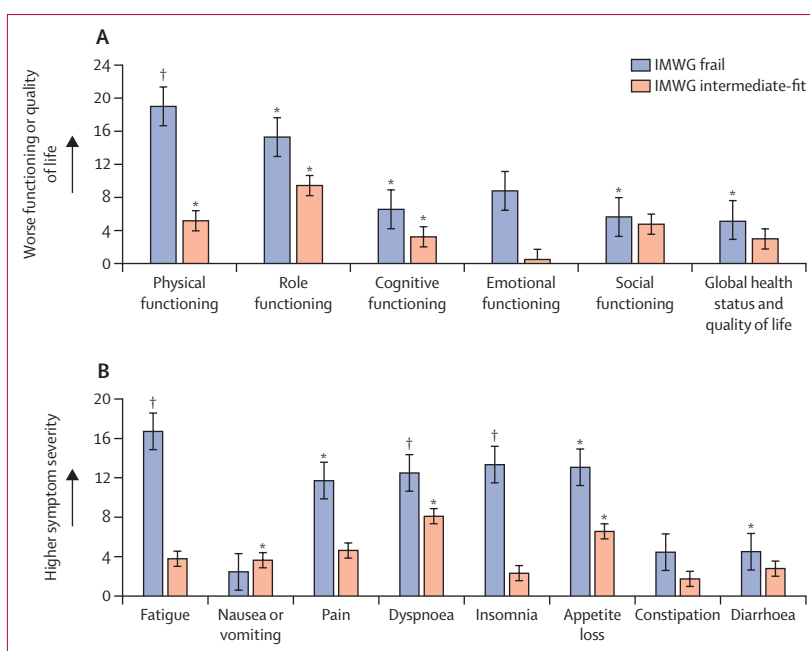 A
24
20
16
12
8
4
0
Worse functioning or quality
of life
†
*
*
*
*
*
*
*
IMWG frail
IMWG intermediate-fit
Physical
functioning
Role
functioning
Cognitive
functioning
Emotional
functioning
Social
functioning
Global health
status and
quality of life
B
20
16
12
8
4
0
Higher symptom severity
†
*
*
†
*
†
*
*
*
Fatigue
Nausea or
vomiting
Pain
Dyspnoea
Insomnia
Appetite
loss
Constipation
Diarrhoea